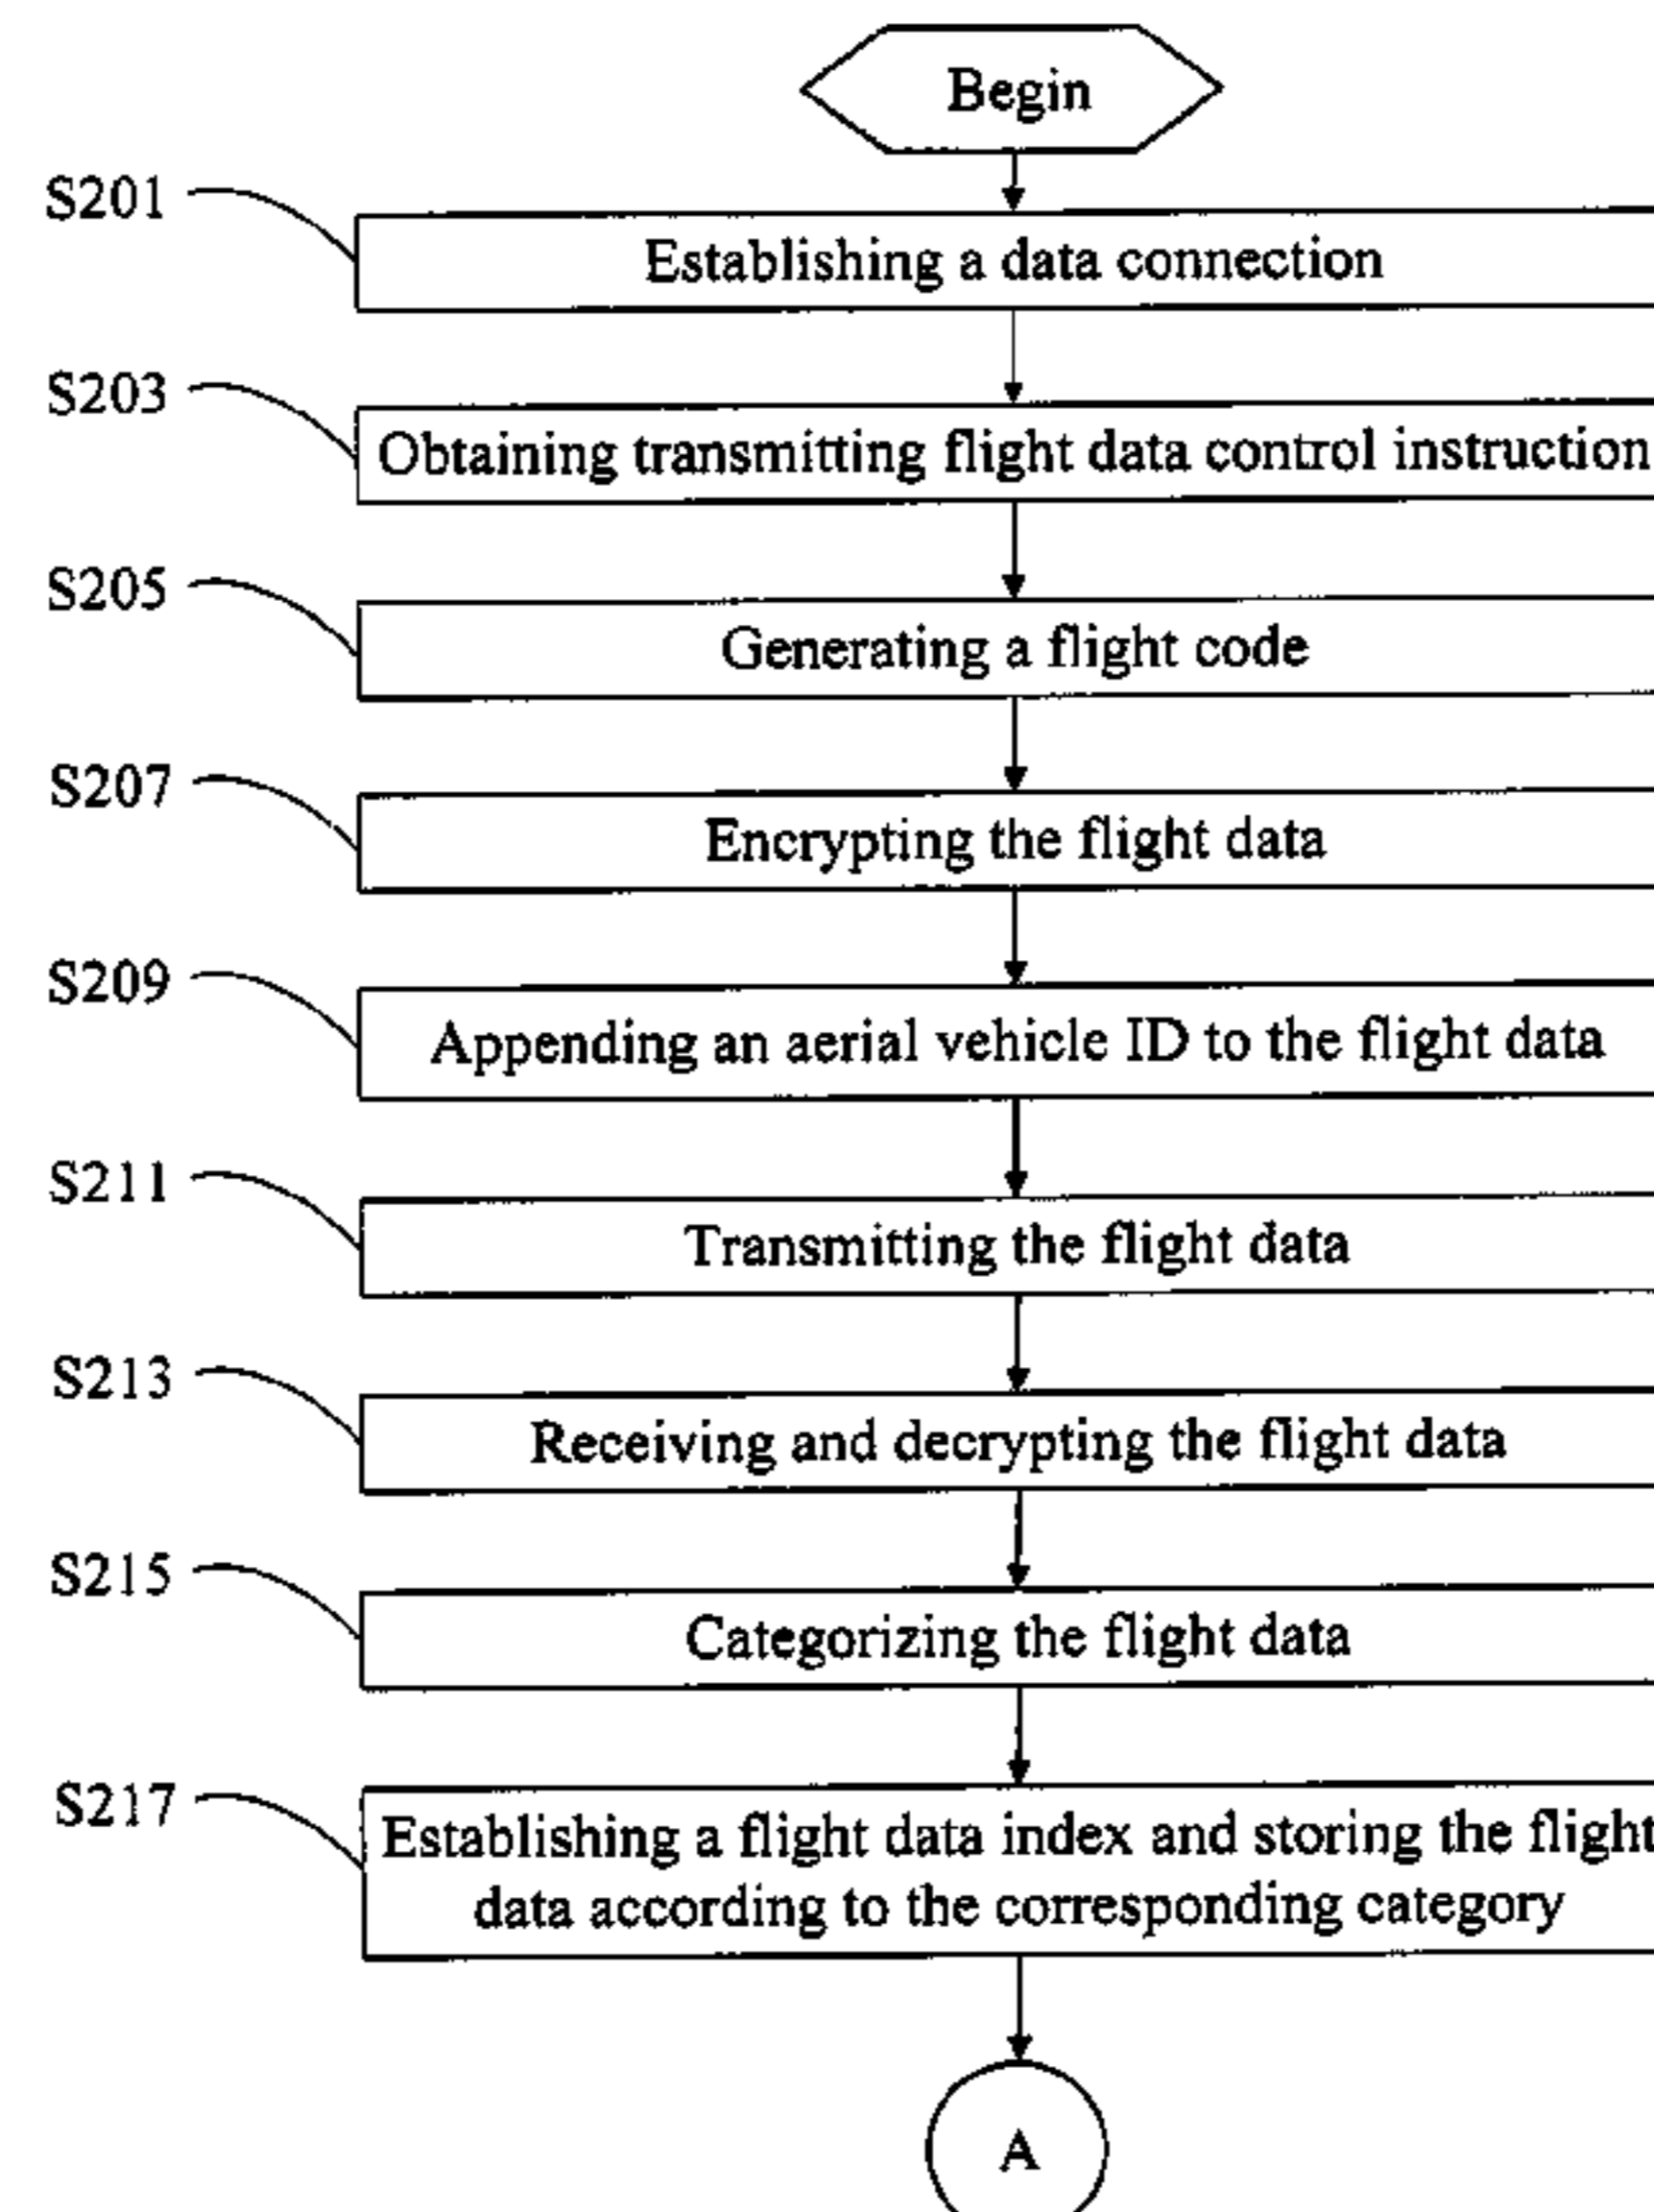 Begin
S201
Establishing a data connection
S203
Obtaining transmitting flight data control instruction
S205
Generating a flight code
S207
Encrypting the flight data
S209
Appending an aerial vehicle ID to the flight data
S211
Transmitting the flight data
S213
Receiving and decrypting the flight data
S215
Categorizing the flight data
S217
Establishing a flight data index and storing the flight
data according to the corresponding category
A